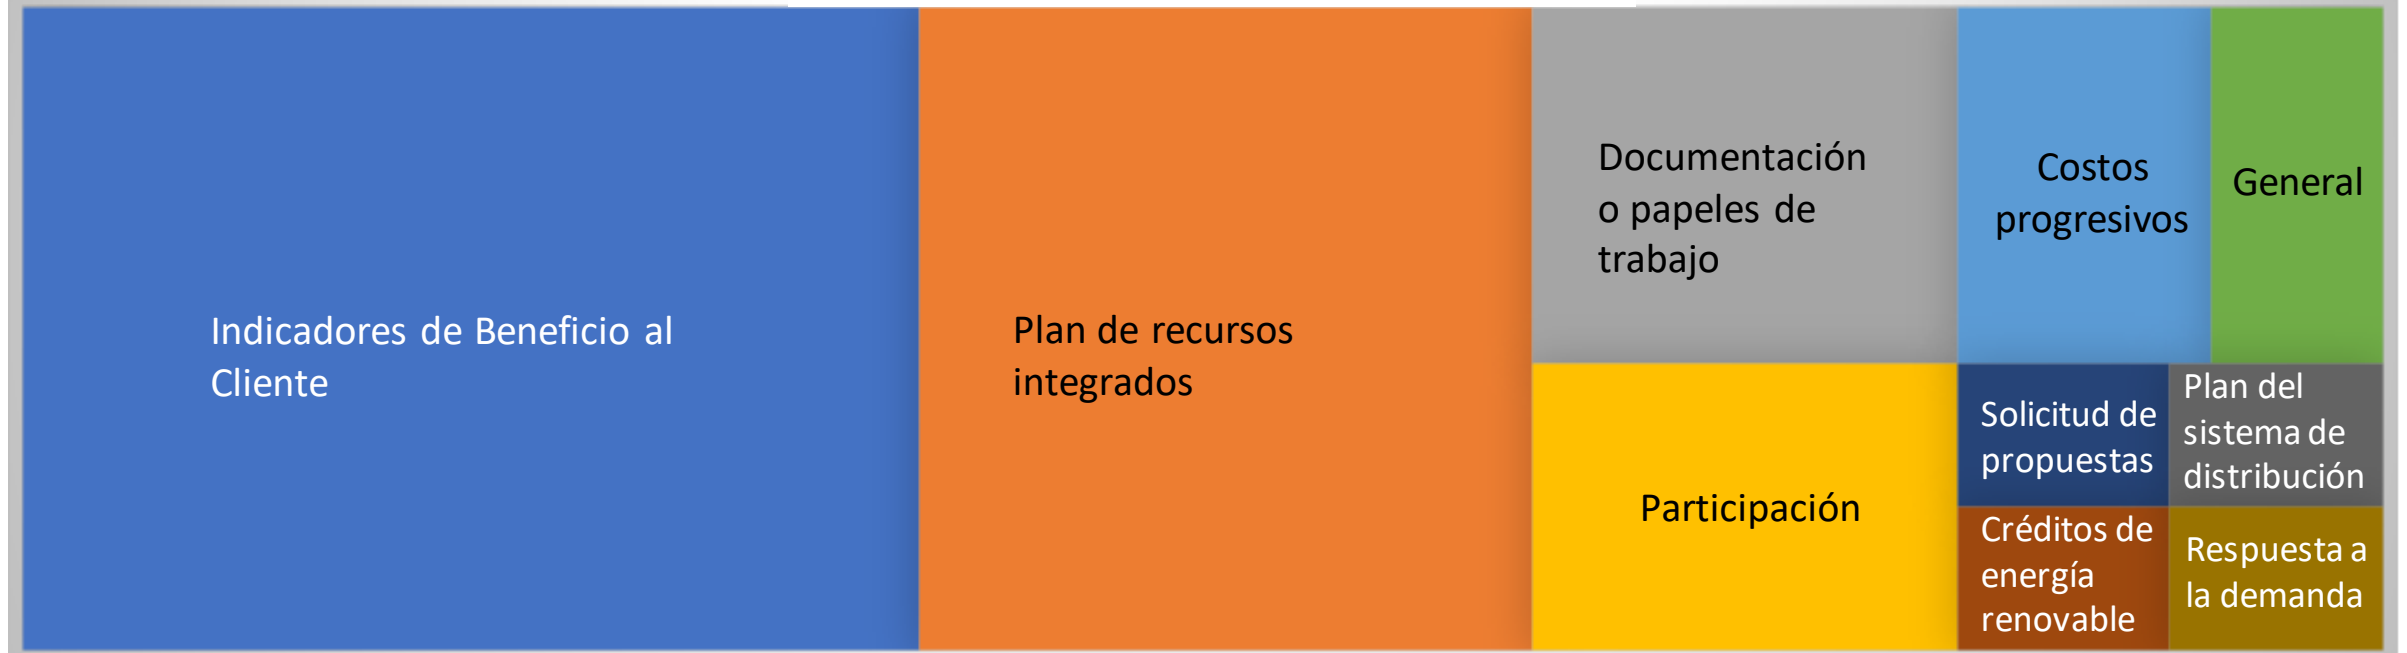 Indicadores de Beneficio al
Cliente
Plan de recursos
integrados
Documentación
o papeles de
trabajo
Participación
Costos
progresivos
General
Solicitud de
propuestas
Plan del
sistema de
distribución
Créditos de
energía
renovable
Respuesta a
la demanda